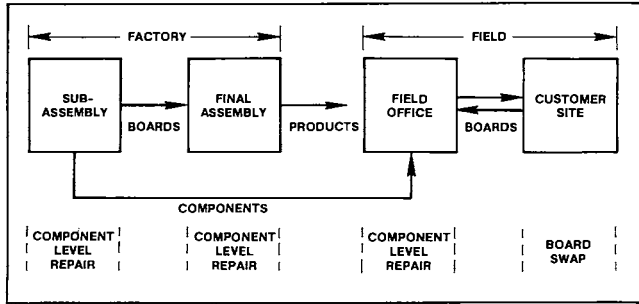 FACTORY
FIELD
SUB-
ASSEMBLY
BOARDS
FINAL
ASSEMBLY
PRODUCTS
FIELD
OFFICE
BOARDS
CUSTOMER
SITE
COMPONENTS
COMPONENT
LEVEL
REPAIR
COMPONENT
LEVEL
REPAIR
COMPONENT
LEVEL
REPAIR
BOARD
SWAP